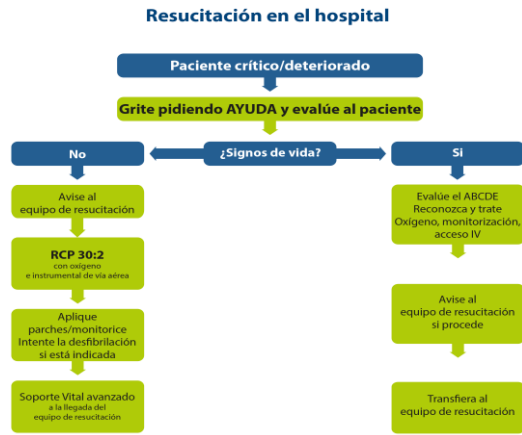 Resucitación en el hospital
Paciente crítico/deteriorado
Grite pidiendo AYUDA y evalúe al paciente
¿Signos de vida?
No
Avise al
equipo de resucitación
RCP 30:2
con oxígeno
e instrumental de vía aérea
Aplique
parches/monitorice
Intente la desfibrilación
si está indicada
Soporte Vital avanzado
a la llegada del
equipo de resucitación
Si
Evalúe el ABCDE
Reconozca y trate
Oxígeno, monitorización,
acceso IV
Avise al
equipo de resucitación
si procede
Transfiera al
equipo de resucitación